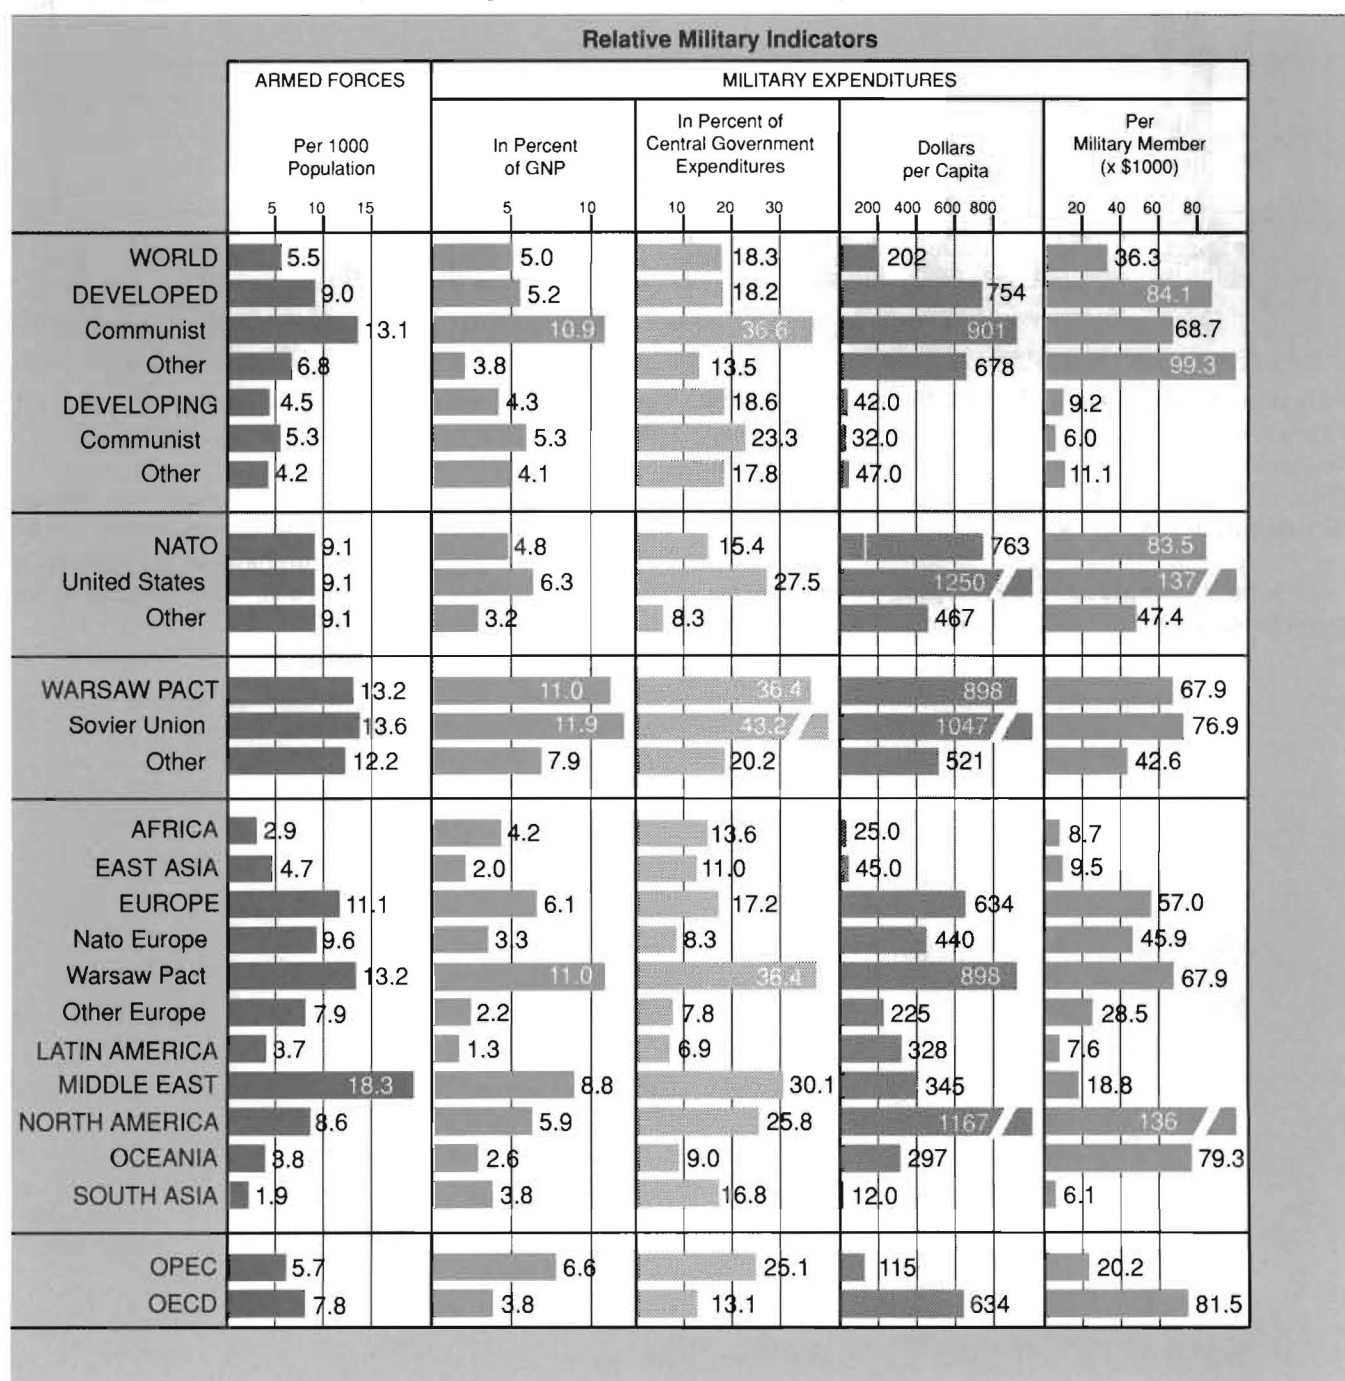 Relative Military Indicators
ARMED FORCES MILITARY EXPENDITURES
Per 1000
Population
In Percent
of GNP
In Percent of
Central Government
Expenditures
Dollars
per Capita
Per
Military Member
(x $1000)
5 10 15 5 10 10 20 30 200 400 600 800 20 40 60 80
WORLD 5.5 5.0 18.3 202 36.3
DEVELOPED 9.0 5.2 18.2 754 84.1
Communist 13.1 10.9 36.6 901 68.7
Other 6.8 3.8 13.5 678 99.3
DEVELOPING 4.5 4.3 18.6 42.0 9.2
Communist 5.3 5.3 23.3 32.0 6.0
Other 4.2 4.1 17.8 47.0 11.1
NATO 9.1 4.8 15.4 763 83.5
United States 9.1 6.3 27.5 1250 137
Other 9.1 3.2 8.3 467 47.4
WARSAW PACT 13.2 11.0 36.4 898 67.9
Sovier Union 13.6 11.9 43.2 1047 76.9
Other 12.2 7.9 20.2 521 42.6
AFRICA 2.9 4.2 13.6 25.0 8.7
EAST ASIA 4.7 2.0 11.0 45.0 9.5
EUROPE 11.1 6.1 17.2 634 57.0
Nato Europe 9.6 3.3 8.3 440 45.9
Warsaw Pact 13.2 11.0 36.4 898 67.9
Other Europe 7.9 2.2 7.8 225 28.5
LATIN AMERICA 3.7 1.3 6.9 328 7.6
MIDDLE EAST 18.3 8.8 30.1 345 18.8
NORTH AMERICA 8.6 5.9 25.8 1167 136
OCEANIA 3.8 2.6 9.0 297 79.3
SOUTH ASIA 1.9 3.8 16.8 12.0 6.1
OPEC 5.7 6.6 25.1 115 20.2
OECD 7.8 3.8 13.1 634 81.5